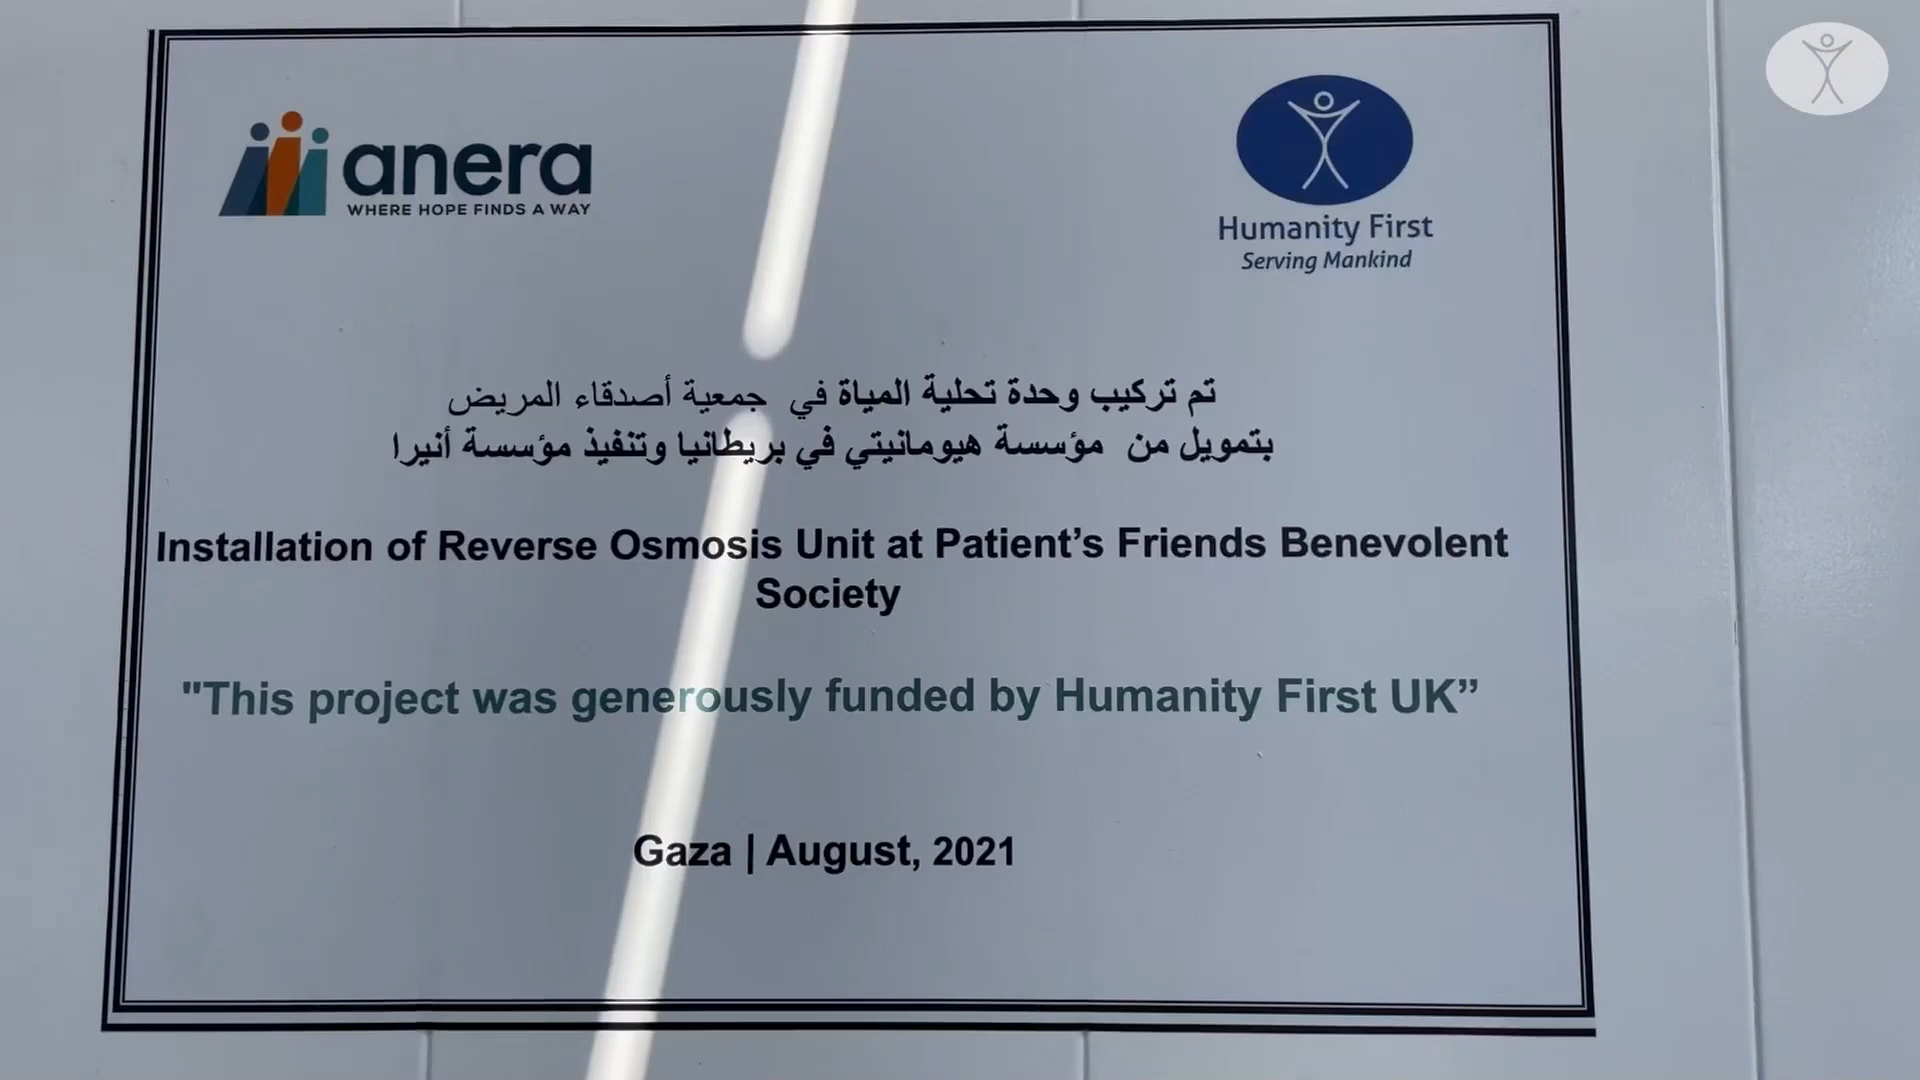 anera
WHERE HOPE FINDS A WAY
Humanity First
Serving Mankind
تم تركيب وحدة تحلية المياة في جمعية أصدقاء المريض
بتمويل من مؤسسة هيومانيتي في بريطانيا وتنفيذ مؤسسة أنيرا
Installation of Reverse Osmosis Unit at Patient’s Friends Benevolent
Society
"This project was generously funded by Humanity First UK”
Gaza | August, 2021